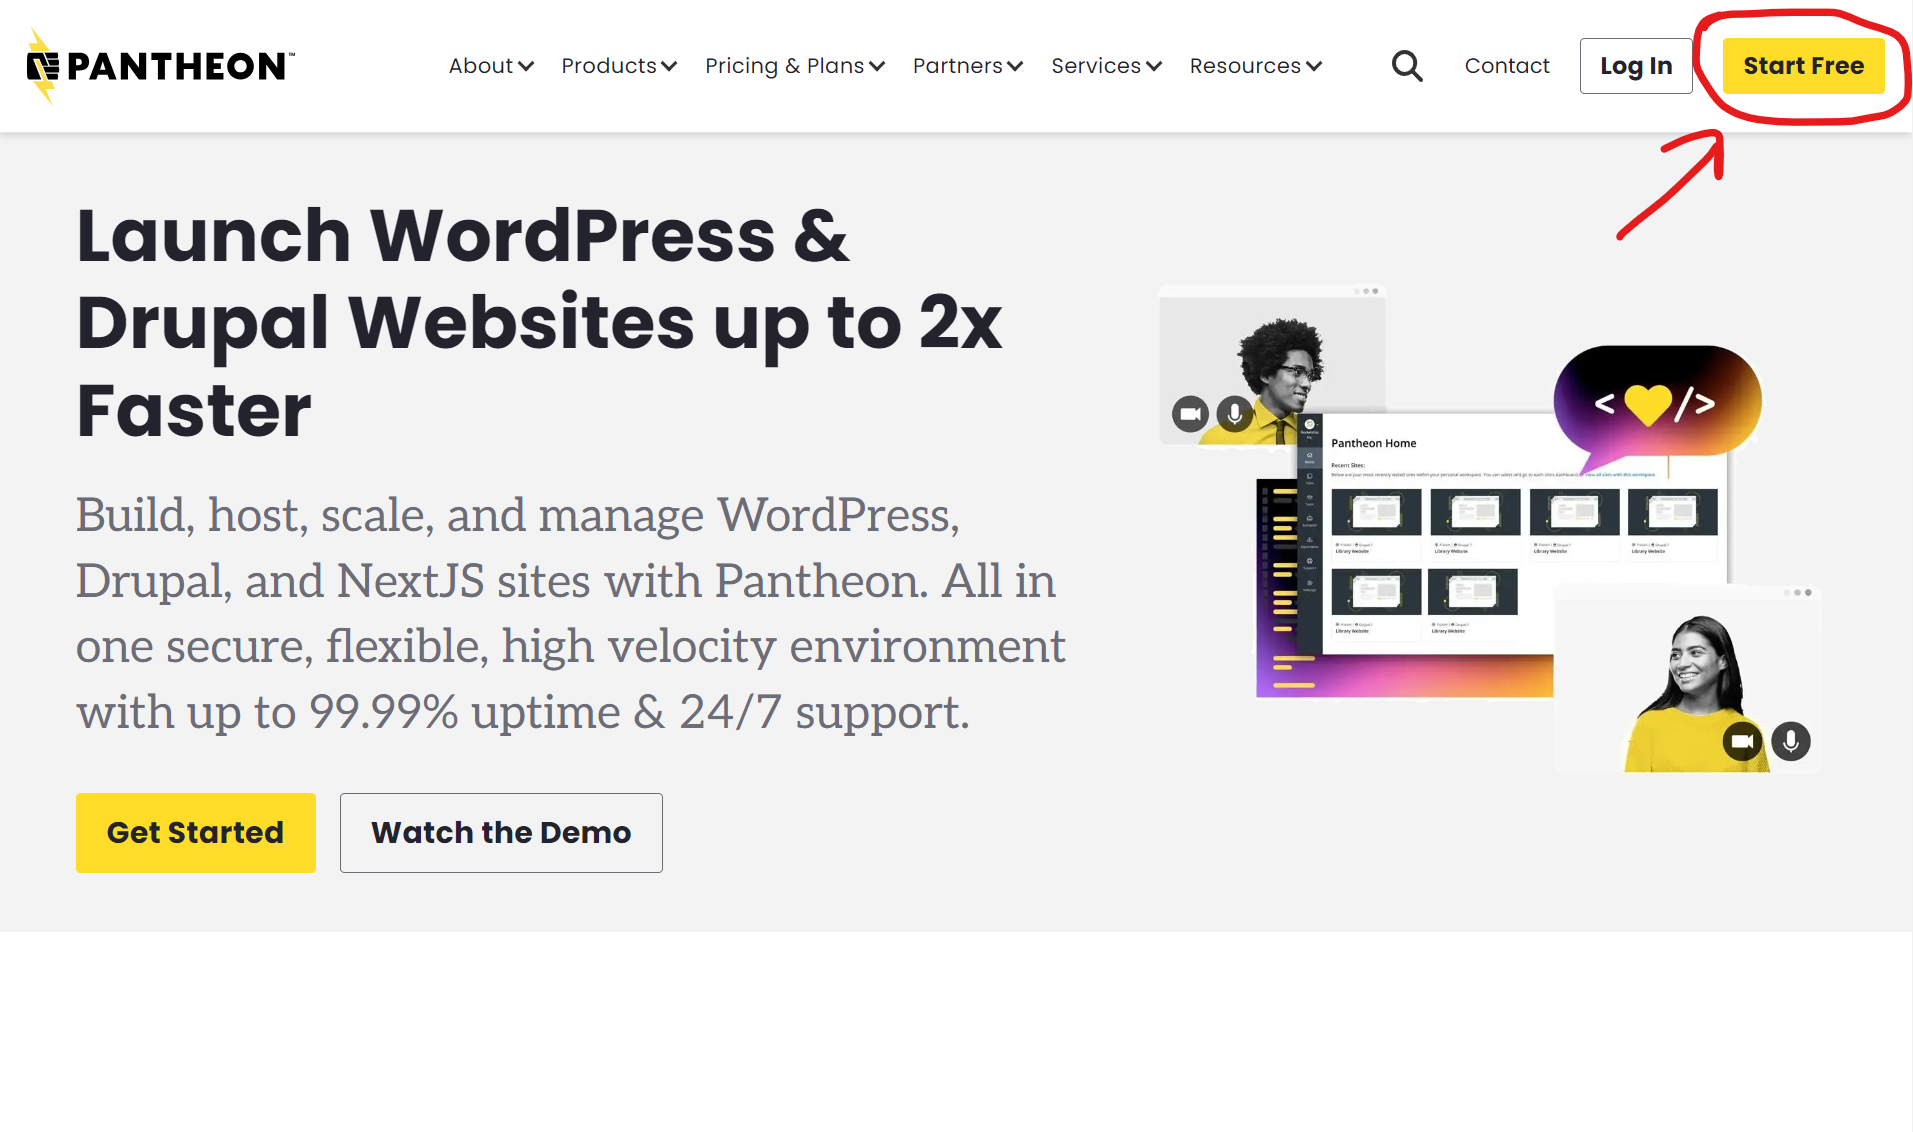 PANTHEON™
About
Products
Pricing & Plans
Partners
Services
Resources
Contact
Log In
Start Free
Launch WordPress &
Drupal Websites up to 2x
Faster
Build, host, scale, and manage WordPress,
Drupal, and NextJS sites with Pantheon. All in
one secure, flexible, high velocity environment
with up to 99.99% uptime & 24/7 support.
Get Started
Watch the Demo
< />
Pantheon Home
Recent Sites:
Library Website
Library Website
Library Website
Library Website
Library Website
Library Website